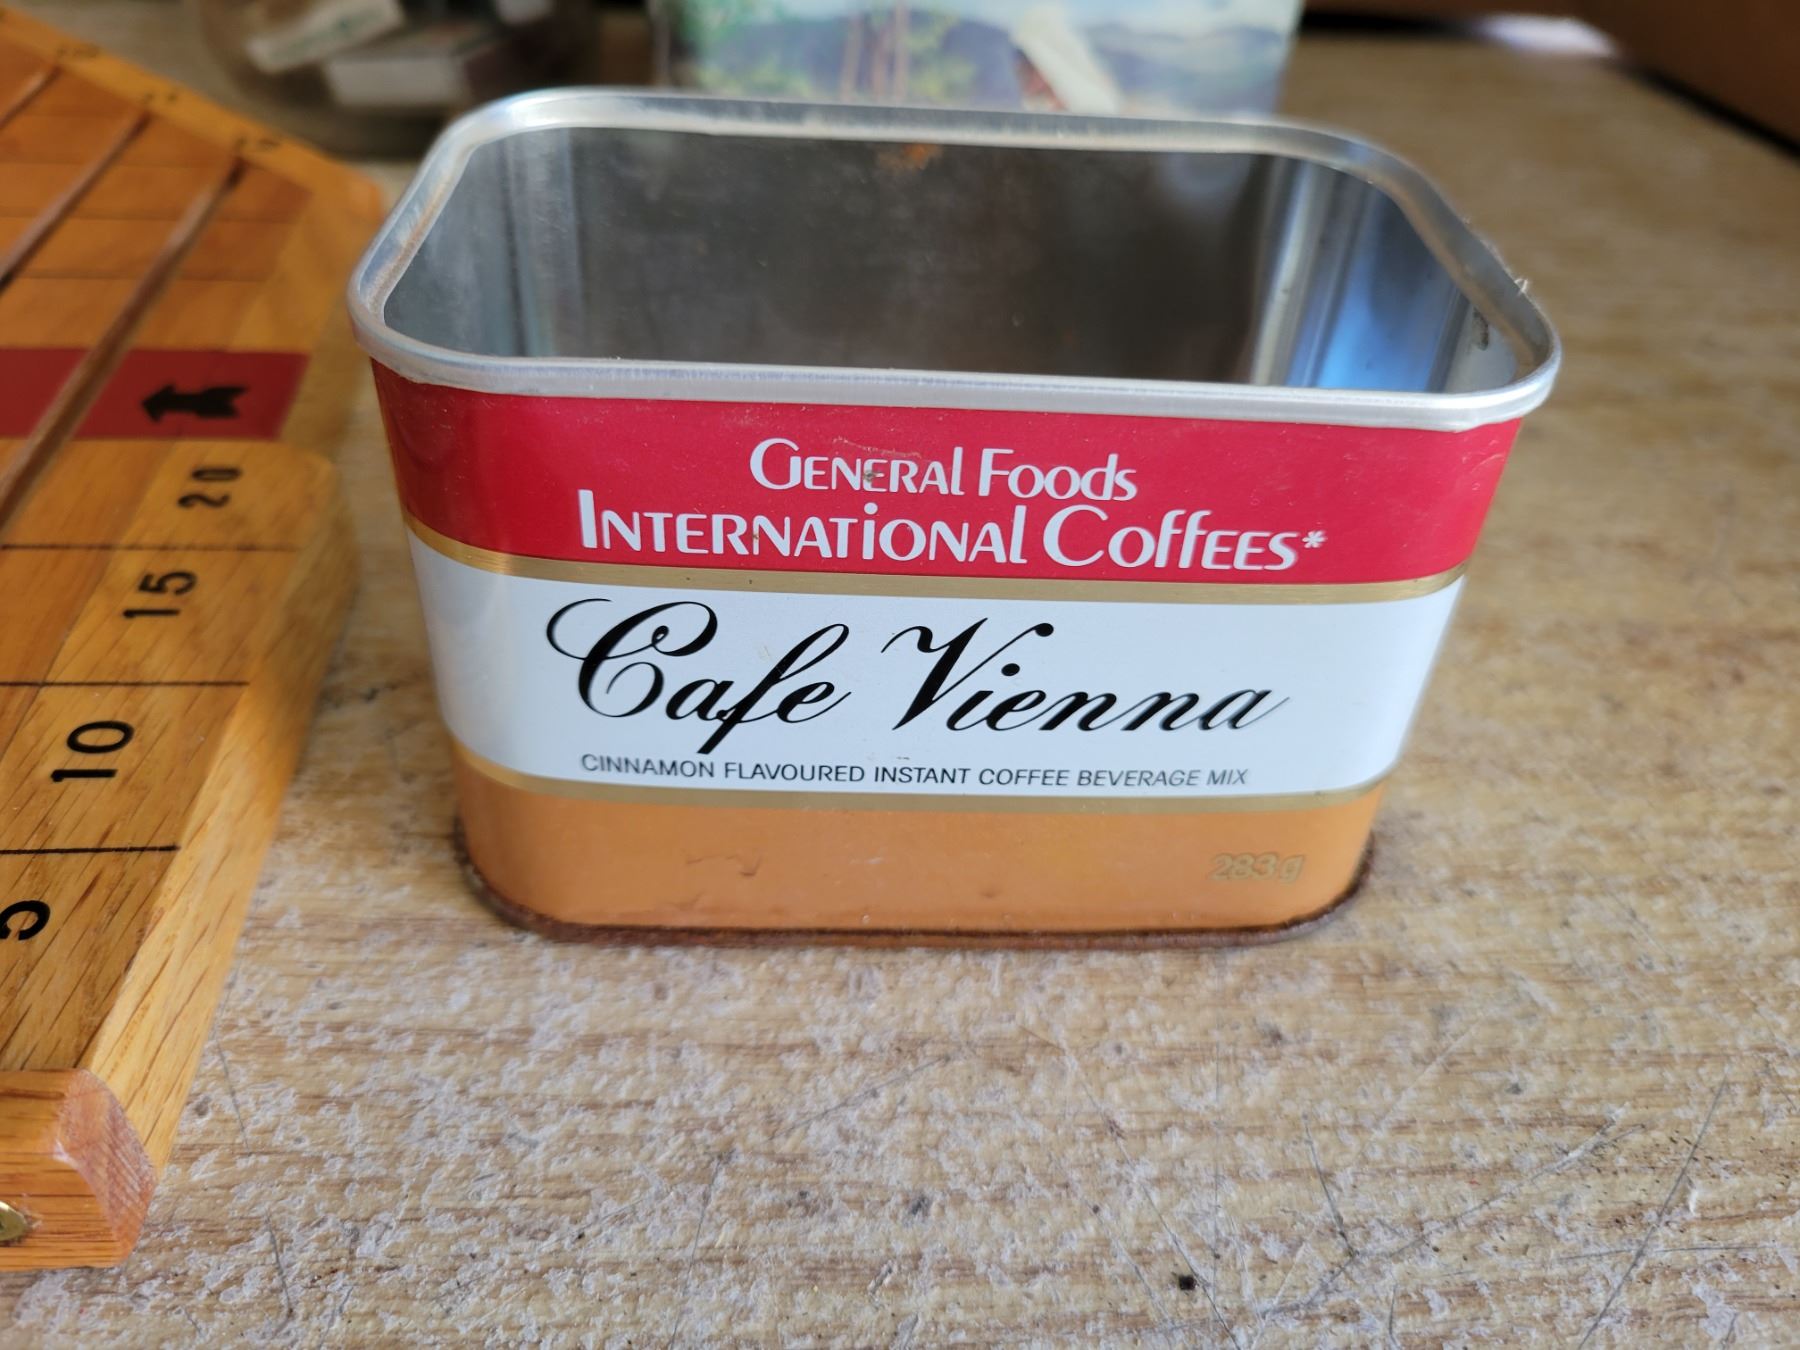 General Foods
International Coffees*
Cafe Vienna
CINNAMON FLAVOURED INSTANT COFFEE BEVERAGE MIX
283 g
20
15
10
5